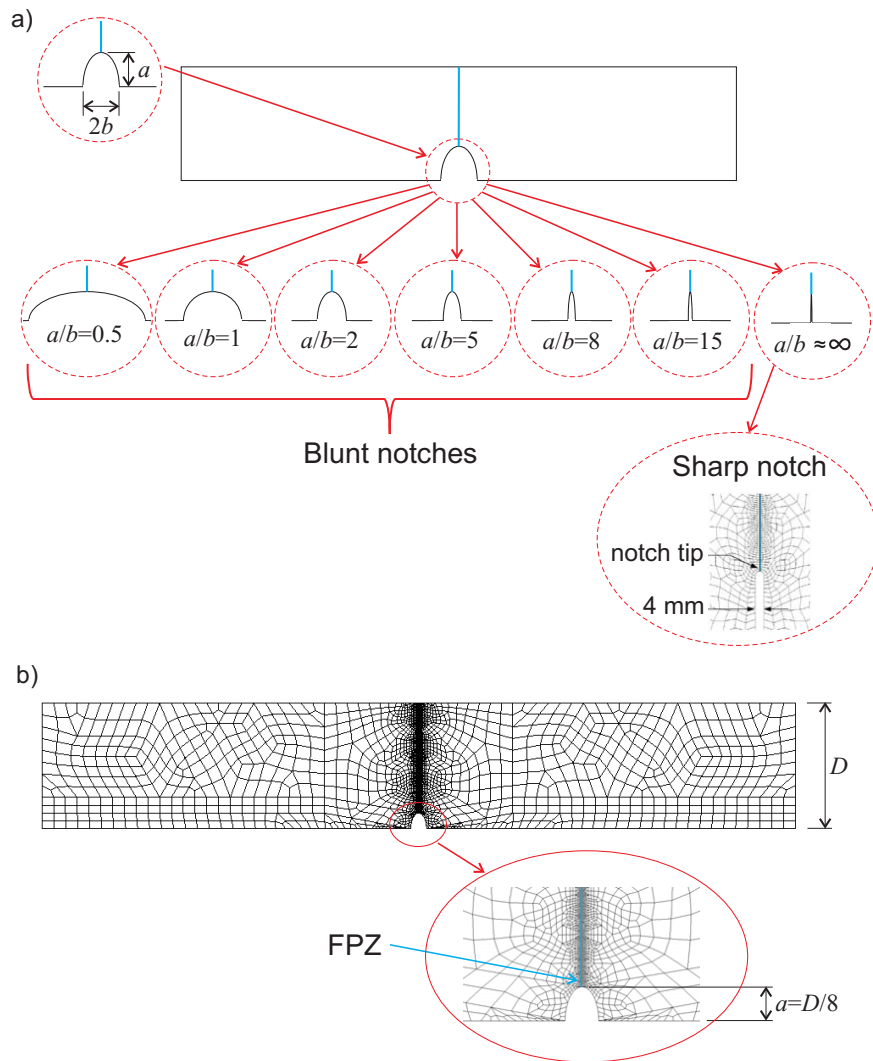 a)
a
2b
a/b=0.5
a/b=1
a/b=2
a/b=5
a/b=8
a/b=15
a/b ≈∞
Blunt notches
Sharp notch
notch tip
4 mm
b)
D
FPZ
a=D/8